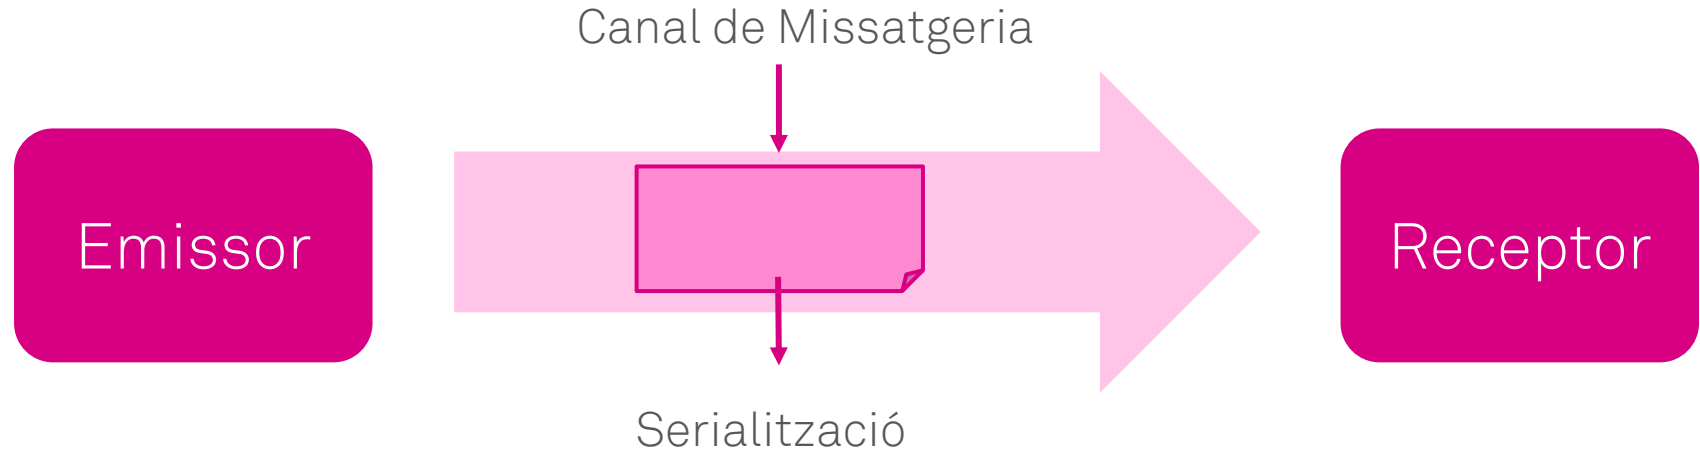 Canal de Missatgeria
Emissor
Receptor
Serialització